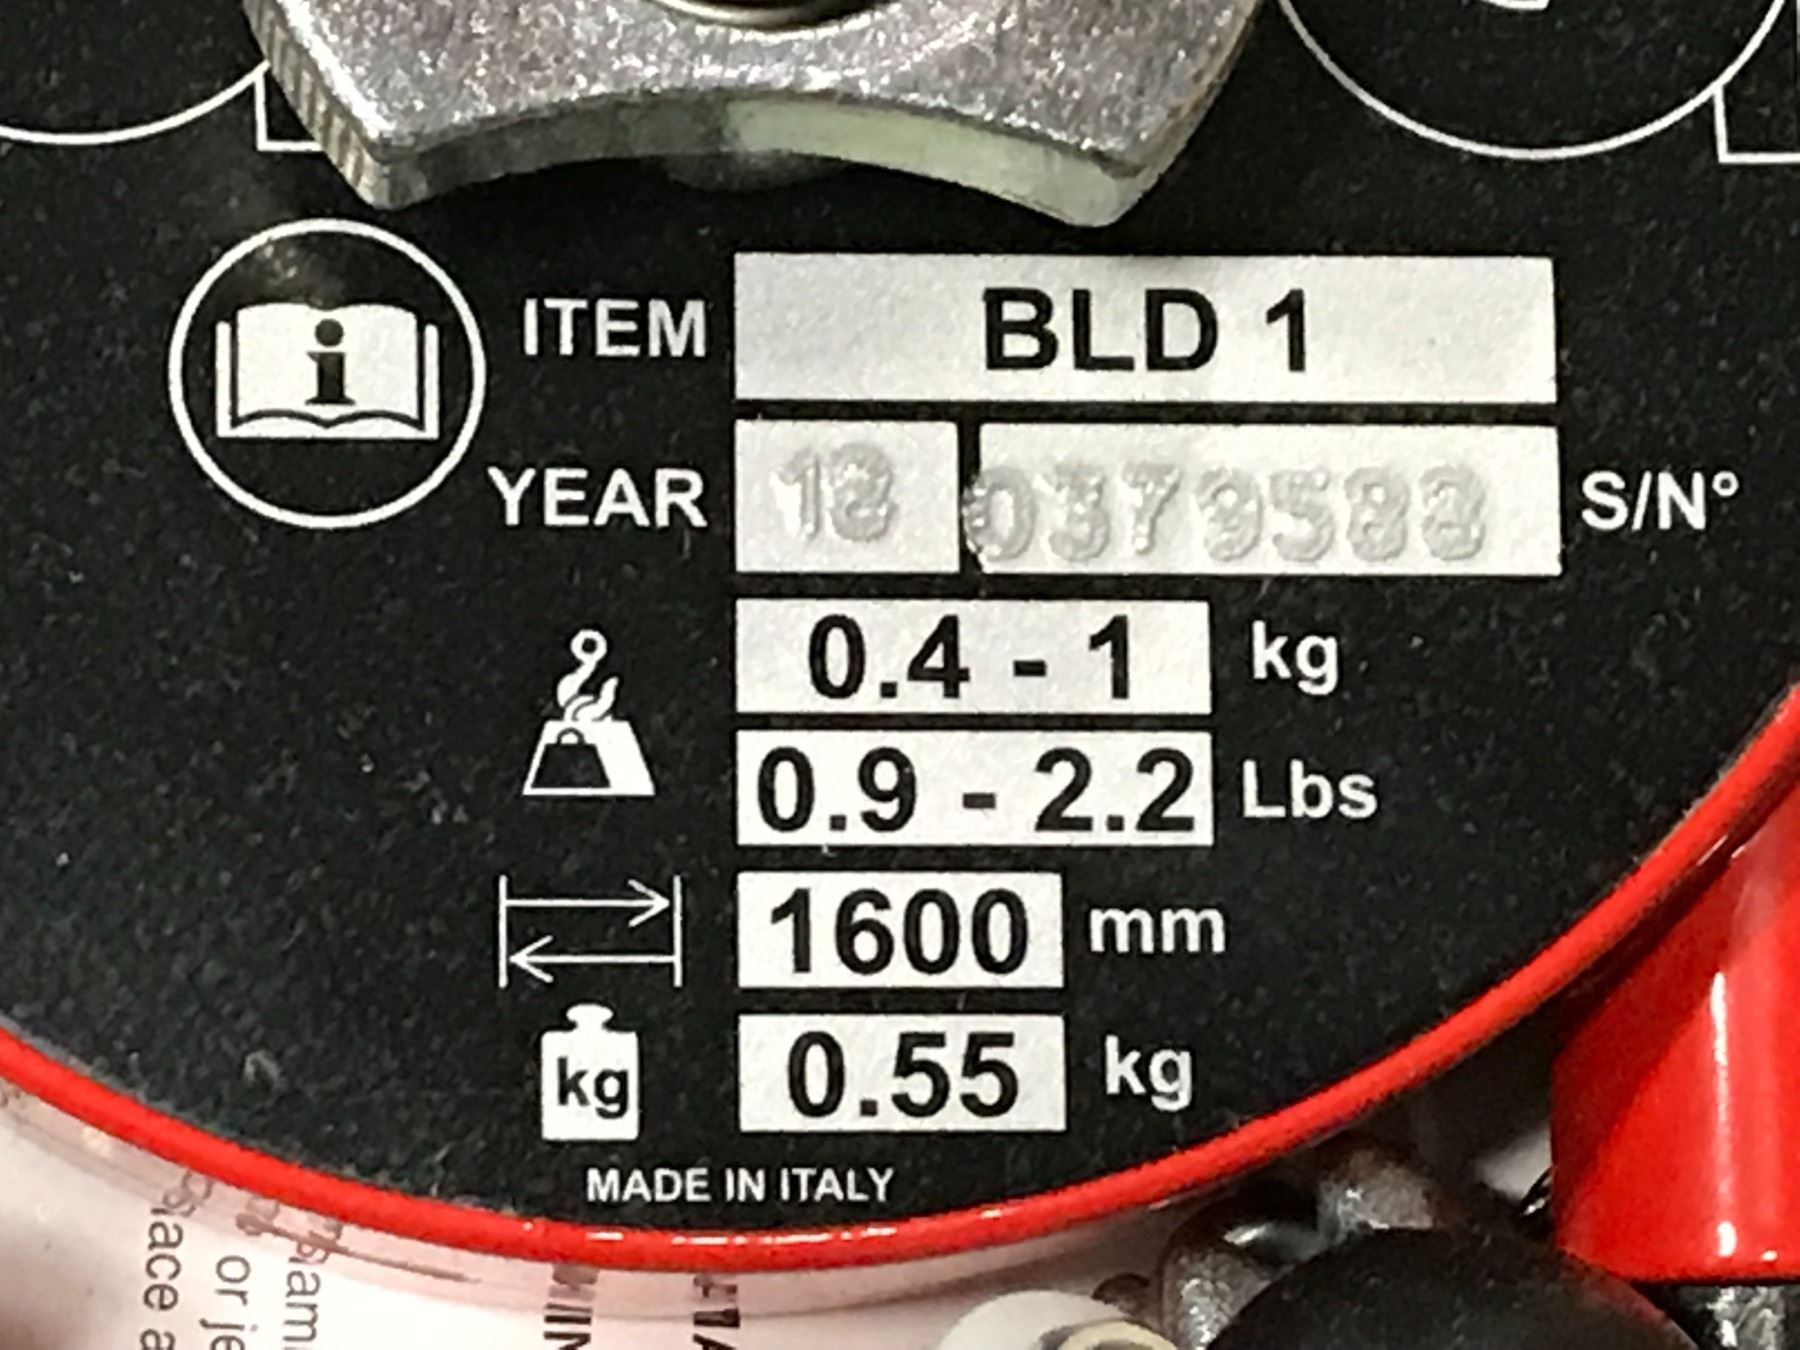 ITEM BLD 1
YEAR 18 0379588 S/N°
0.4 - 1 kg
0.9 - 2.2 Lbs
1600 mm
kg 0.55 kg
MADE IN ITALY
or